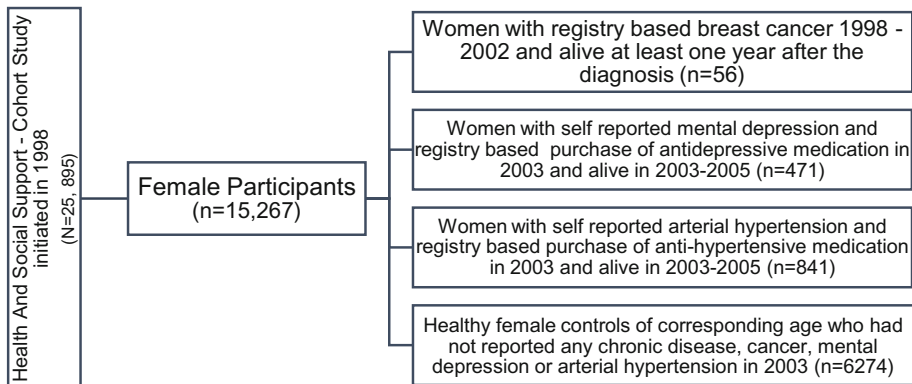 Health And Social Support - Cohort Study
initiated in 1998
(N=25, 895)
Female Participants
(n=15,267)
Women with registry based breast cancer 1998 -
2002 and alive at least one year after the
diagnosis (n=56)
Women with self reported mental depression and
registry based purchase of antidepressive medication in
2003 and alive in 2003-2005 (n=471)
Women with self reported arterial hypertension and
registry based purchase of anti-hypertensive medication
in 2003 and alive in 2003-2005 (n=841)
Healthy female controls of corresponding age who had
not reported any chronic disease, cancer, mental
depression or arterial hypertension in 2003 (n=6274)